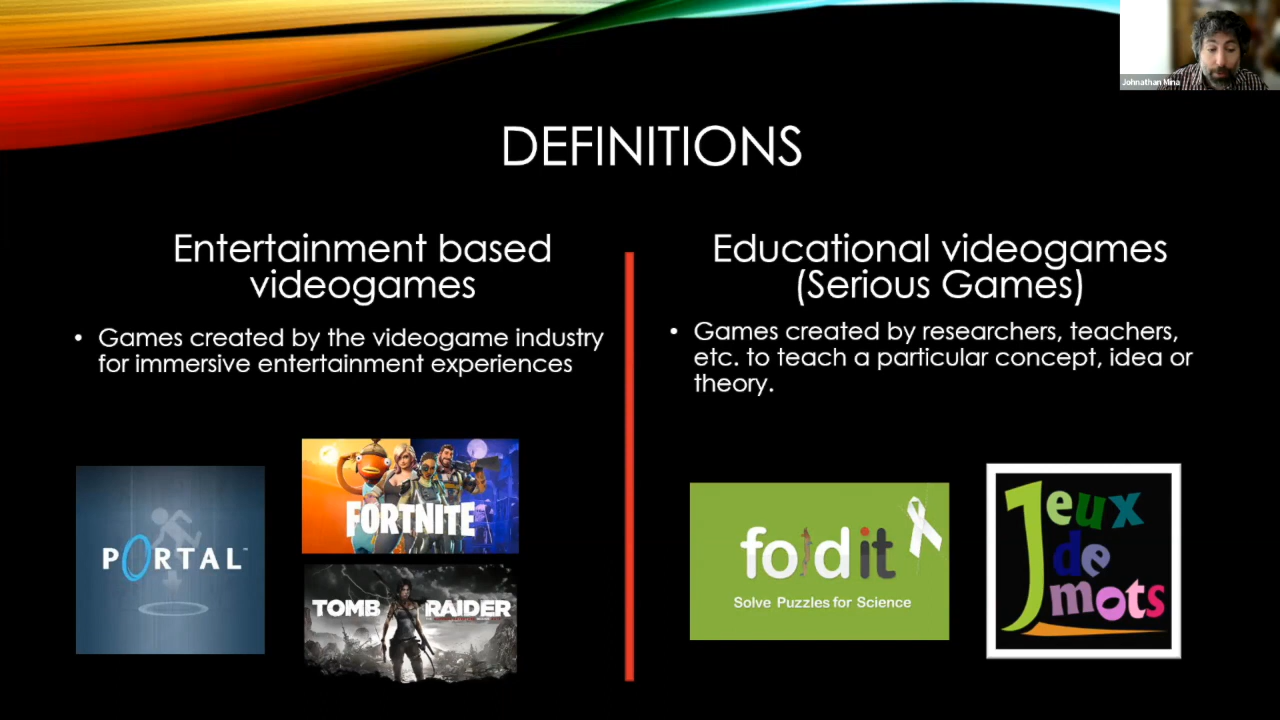 Johnathan Mina
DEFINITIONS
Entertainment based
videogames
• Games created by the videogame industry
for immersive entertainment experiences
PORTAL™
FORTNITE
TOMB RAIDER
Educational videogames
(Serious Games)
• Games created by researchers, teachers,
etc. to teach a particular concept, idea or
theory.
foldit
Solve Puzzles for Science
Jeux
de
mots